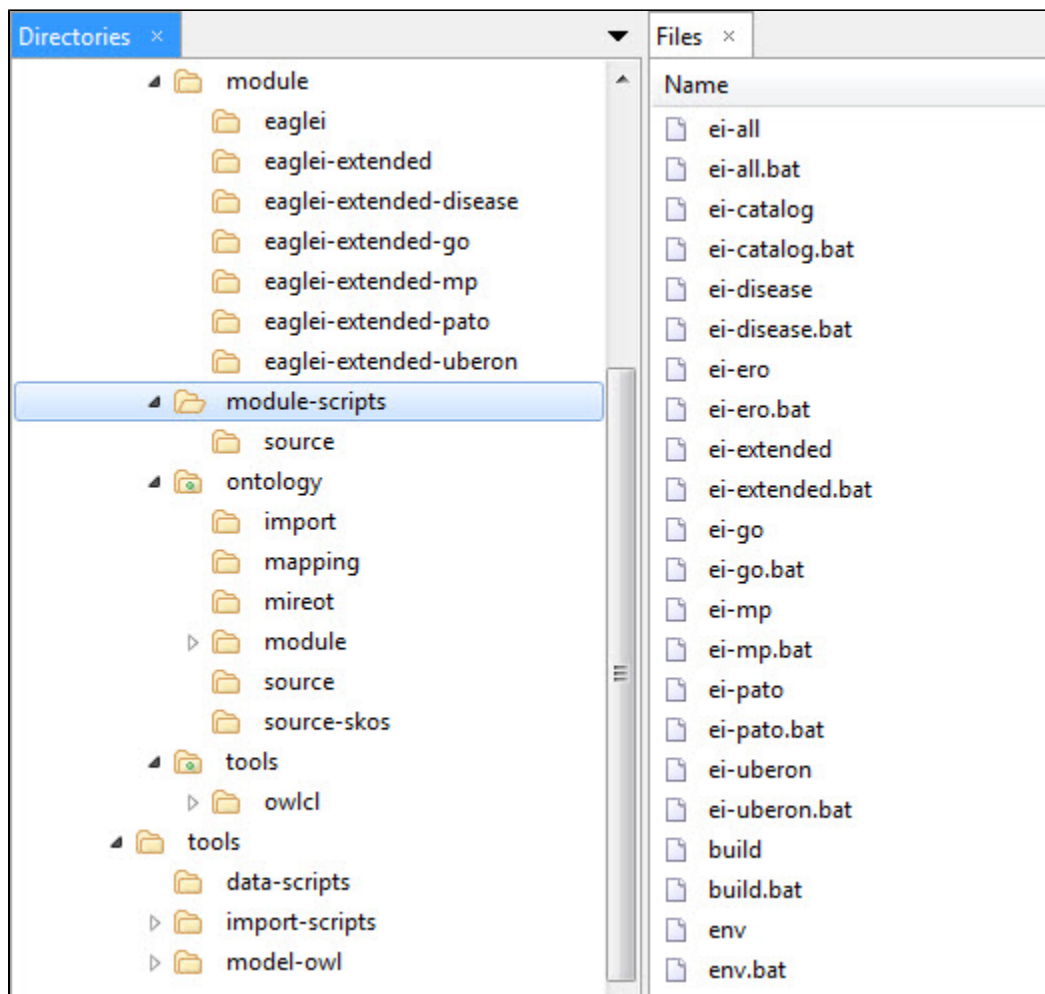 Directories
module
eaglei
eaglei-extended
eaglei-extended-disease
eaglei-extended-go
eaglei-extended-mp
eaglei-extended-pato
eaglei-extended-uberon
module-scripts
source
ontology
import
mapping
mireot
module
source
source-skos
tools
owlcl
tools
data-scripts
import-scripts
model-owl
Files
Name
ei-all
ei-all.bat
ei-catalog
ei-catalog.bat
ei-disease
ei-disease.bat
ei-ero
ei-ero.bat
ei-extended
ei-extended.bat
ei-go
ei-go.bat
ei-mp
ei-mp.bat
ei-pato
ei-pato.bat
ei-uberon
ei-uberon.bat
build
build.bat
env
env.bat